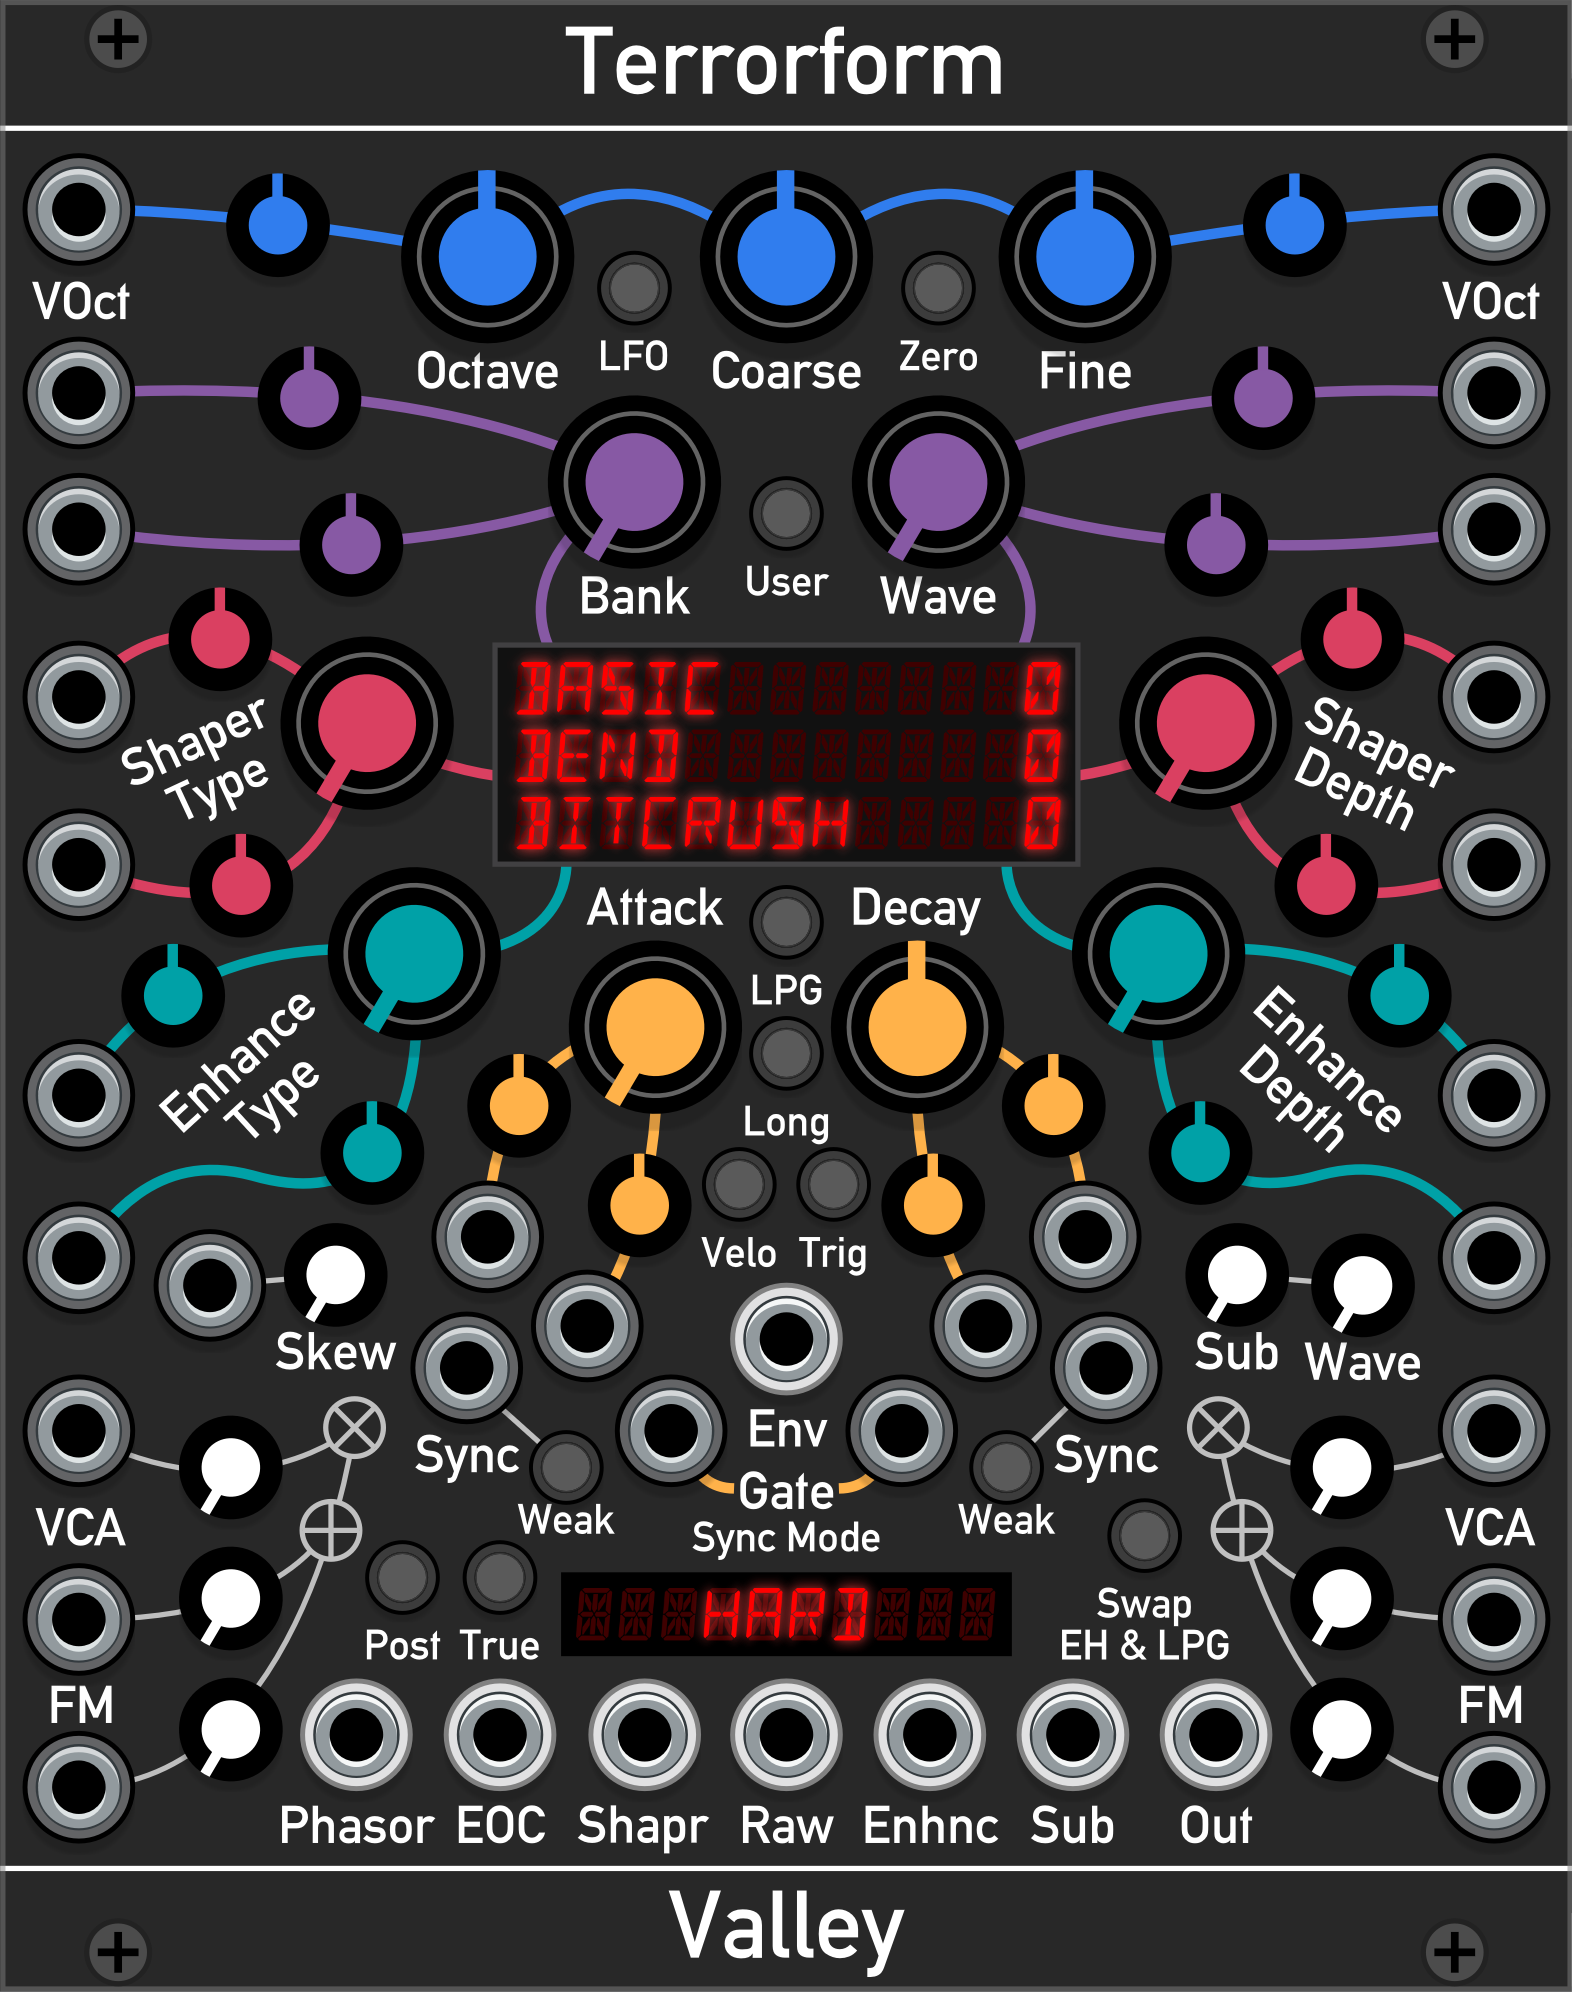 Terrorform
VOct
VOct
Octave
LFO
Coarse
Zero
Fine
Bank
User
Wave
BASIC 0
BEND 0
BITCRUSH 0
Shaper
Type
Shaper
Depth
Attack
Decay
LPG
Long
Enhance
Type
Enhance
Depth
Velo
Trig
Skew
Sub
Wave
Sync
Env
Sync
Weak
Gate
Weak
Sync Mode
VCA
VCA
HARD
Post
True
Swap
EH & LPG
FM
FM
Phasor
EOC
Shapr
Raw
Enhnc
Sub
Out
Valley